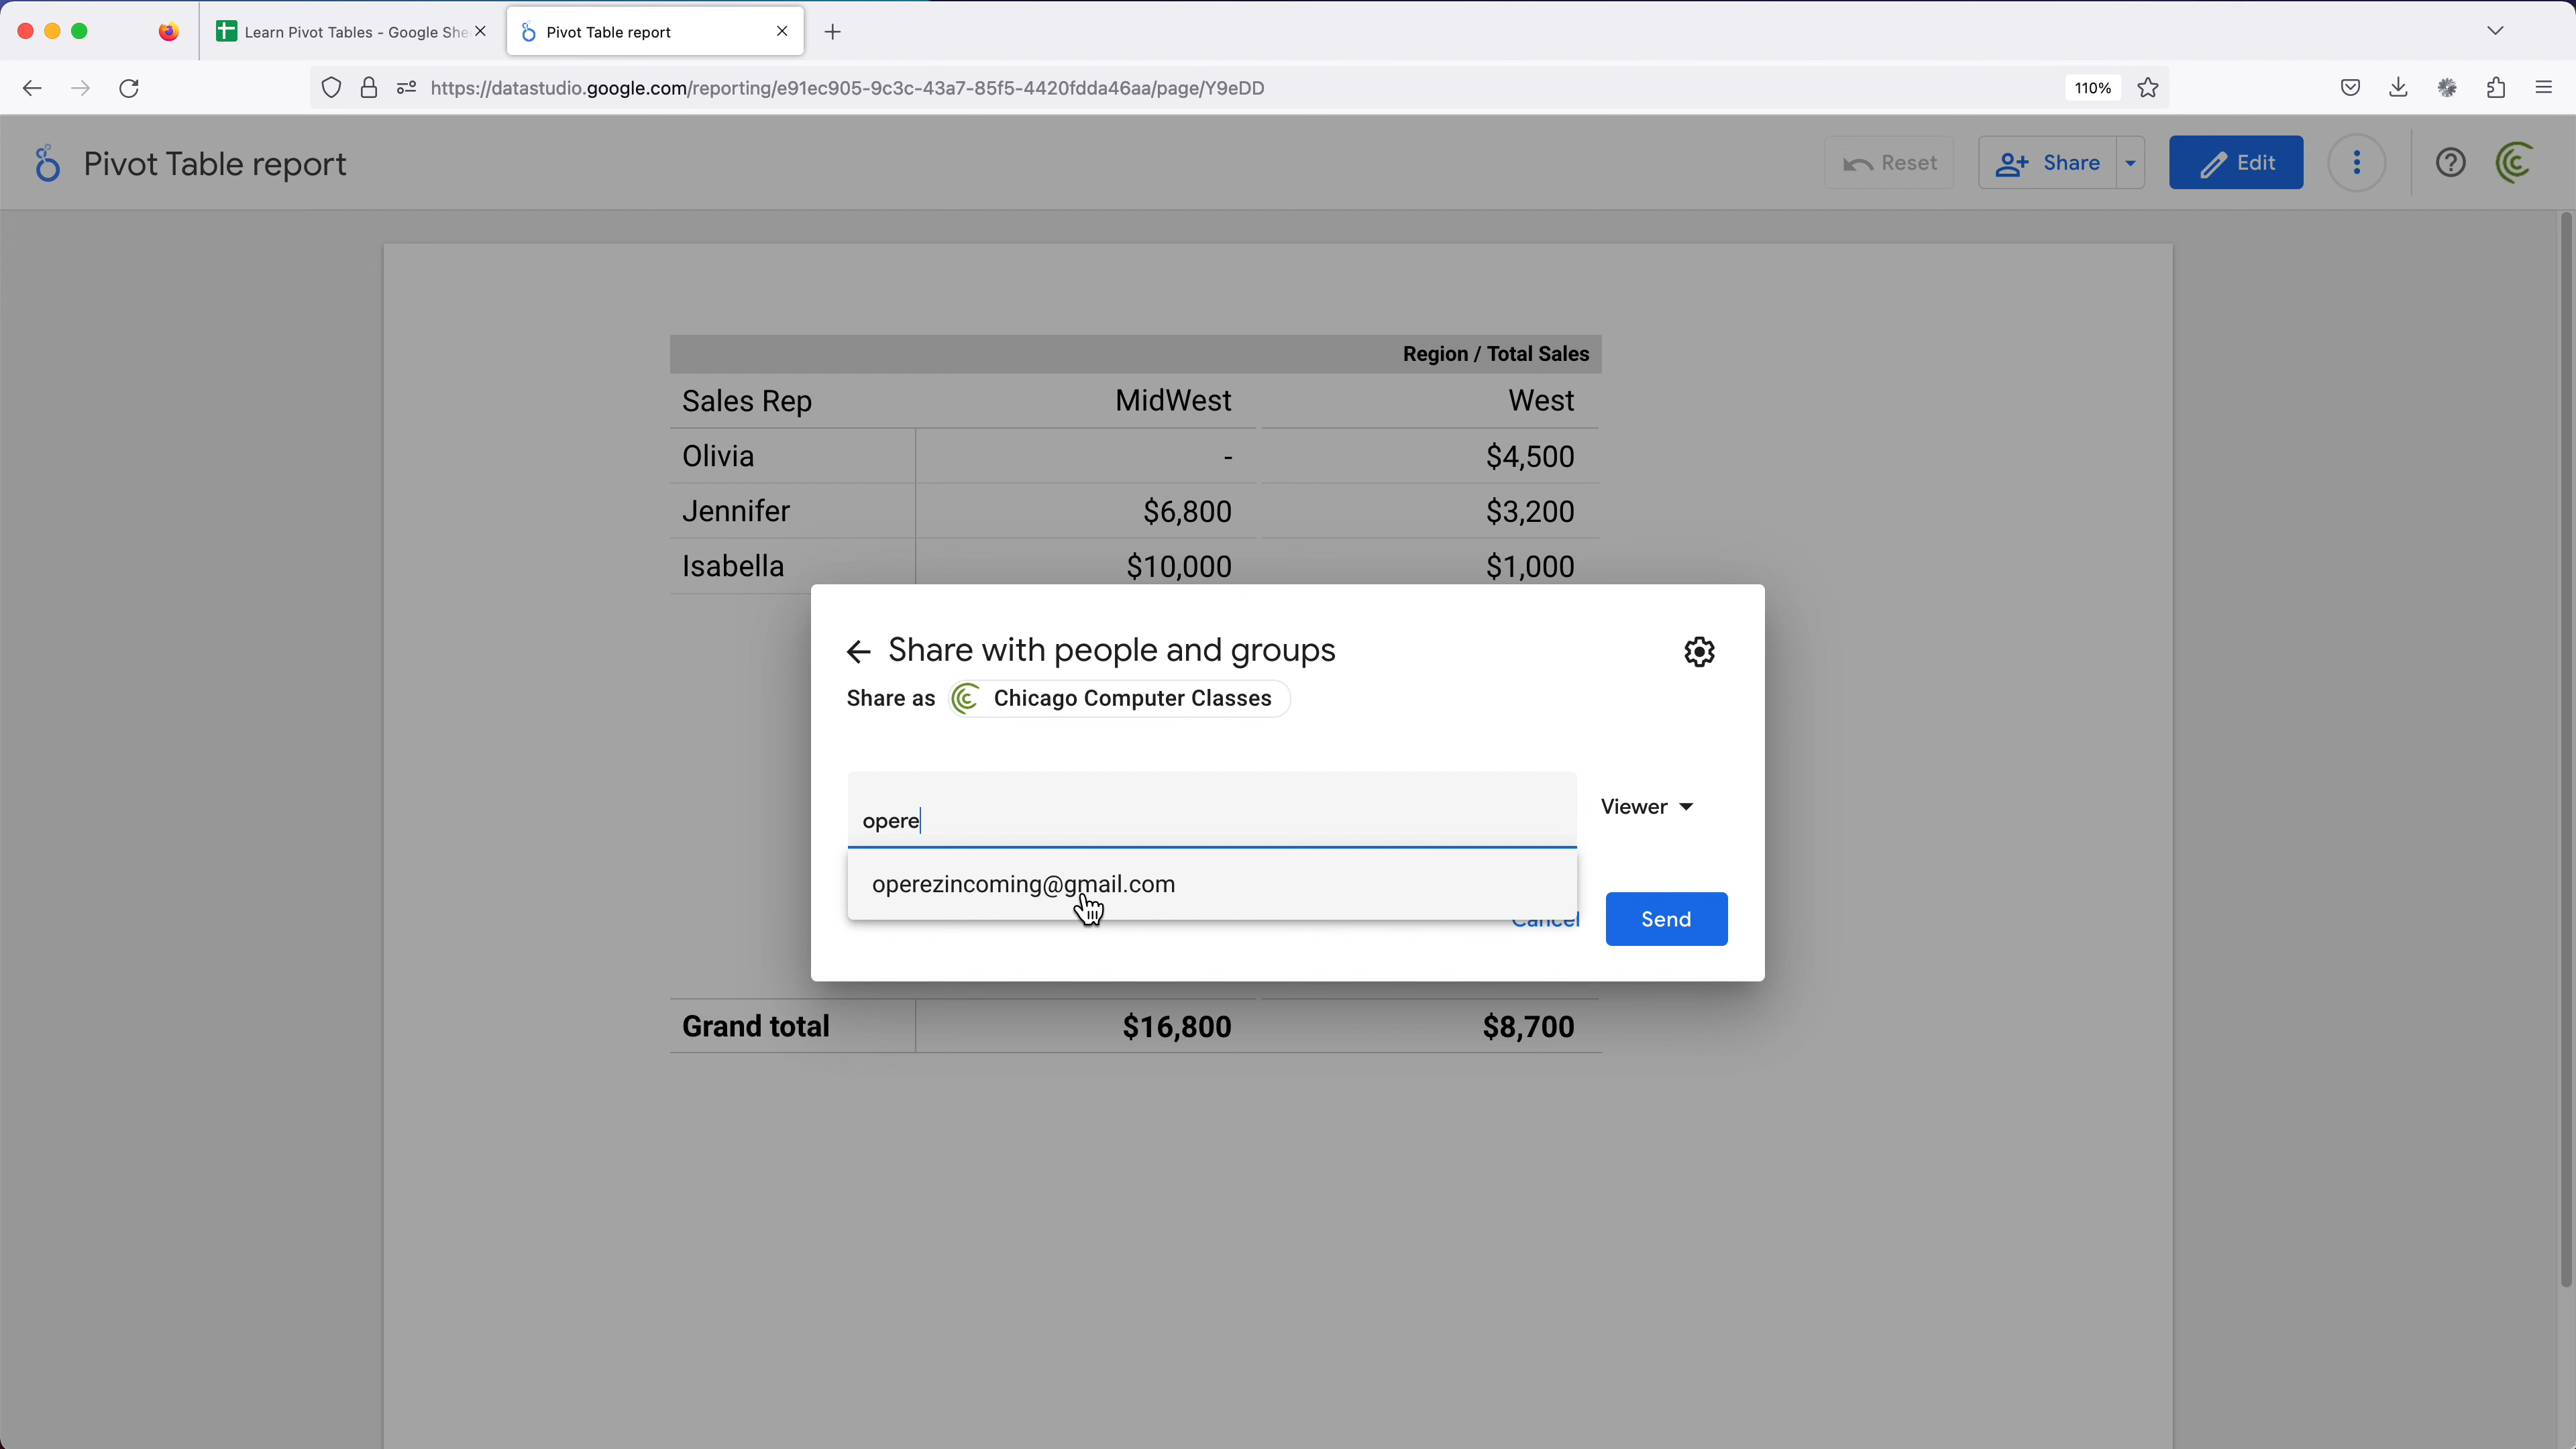 Learn Pivot Tables - Google She
Pivot Table report
https://datastudio.google.com/reporting/e91ec905-9c3c-43a7-85f5-4420fdda46aa/page/Y9eDD
110%
Pivot Table report
Reset
Share
Edit
Region / Total Sales
Sales Rep MidWest West
Olivia - $4,500
Jennifer $6,800 $3,200
Isabella $10,000 $1,000
Share with people and groups
Share as Chicago Computer Classes
opere
Viewer
operezincoming@gmail.com
Cancel
Send
Grand total $16,800 $8,700